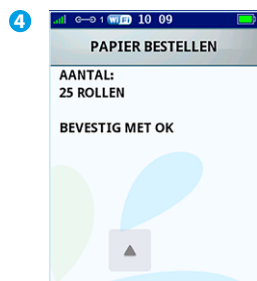 4
1 WiFi 10 09
PAPIER BESTELLEN
AANTAL:
25 ROLLEN
BEVESTIG MET OK